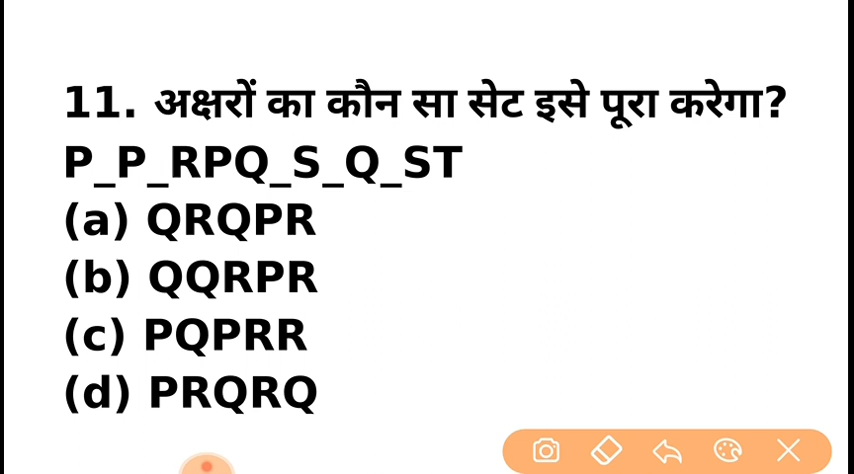 11. अक्षरों का कौन सा सेट इसे पूरा करेगा?
P_P_RPQ_S_Q_ST
(a) QRQPR
(b) QQRPR
(c) PQPRR
(d) PRQRQ